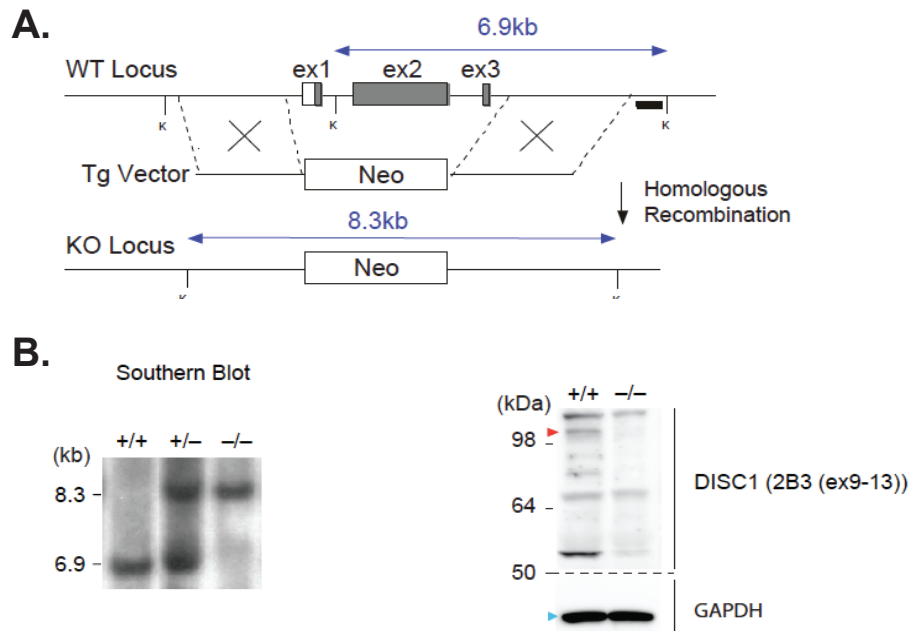 A.
6.9kb
WT Locus
ex1 ex2 ex3
K K K
Tg Vector
Neo
Homologous
Recombination
8.3kb
KO Locus
Neo
K K
B.
Southern Blot
+/+ +/– –/–
(kb)
8.3
6.9
+/+ –/–
(kDa)
98
64
50
DISC1 (2B3 (ex9-13))
GAPDH